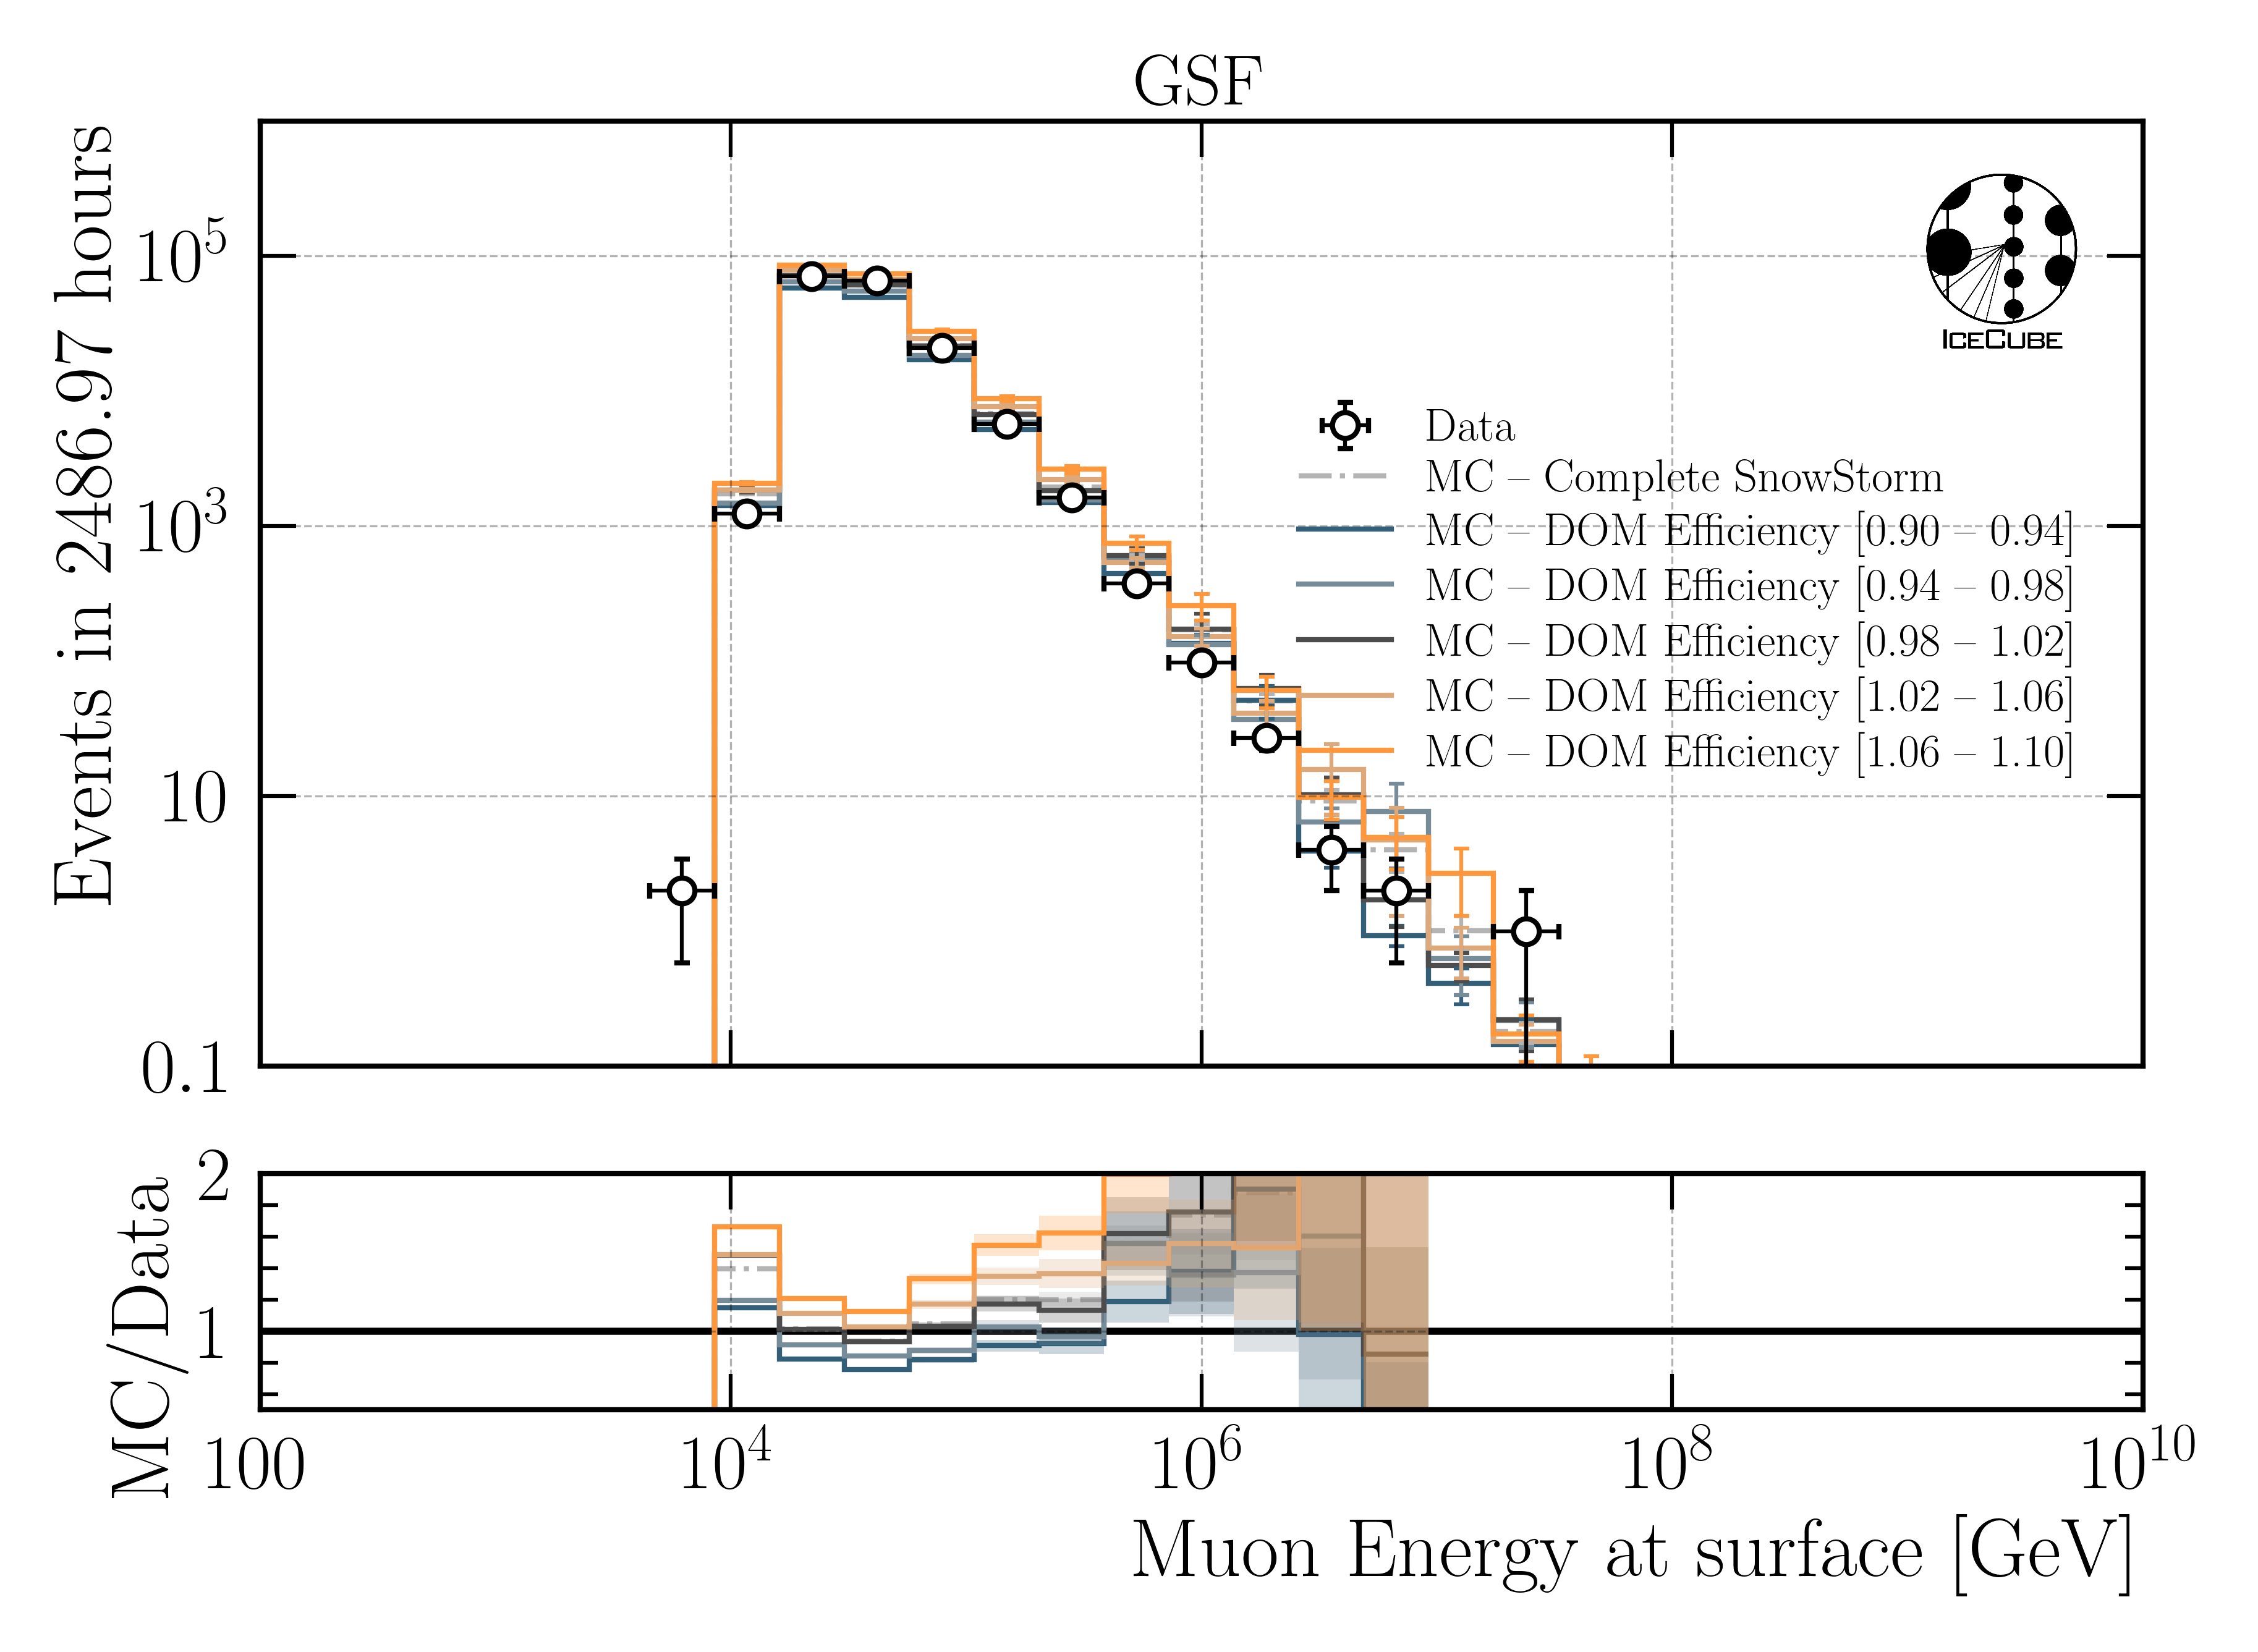 GSF
Events in 2486.97 hours
10^5
10^3
10
0.1
ICECUBE
Data
MC – Complete SnowStorm
MC – DOM Efficiency [0.90 – 0.94]
MC – DOM Efficiency [0.94 – 0.98]
MC – DOM Efficiency [0.98 – 1.02]
MC – DOM Efficiency [1.02 – 1.06]
MC – DOM Efficiency [1.06 – 1.10]
MC/Data
2
1
100 10^4 10^6 10^8 10^10
Muon Energy at surface [GeV]